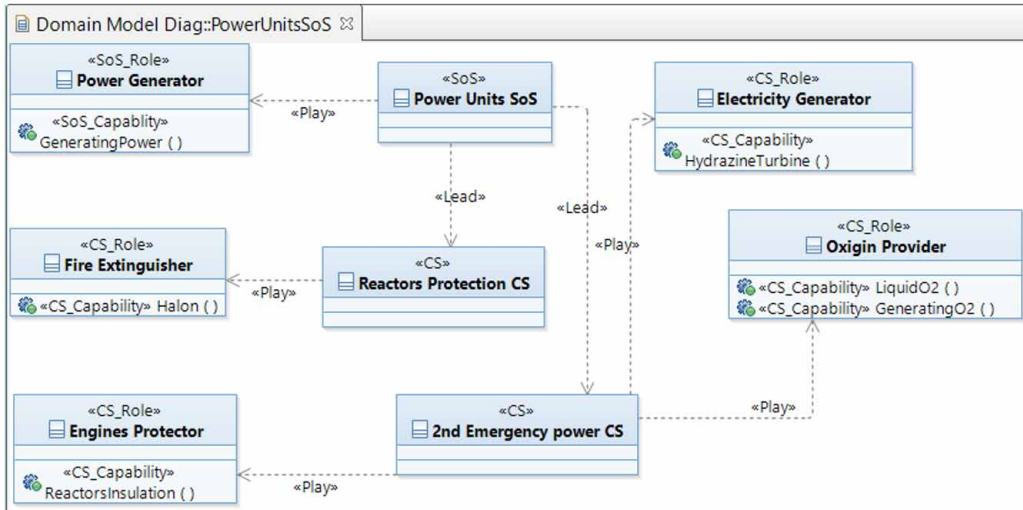 Domain Model Diag::PowerUnitsSoS
«SoS_Role»
Power Generator
«SoS_Capablity»
GeneratingPower ( )
«Play»
«SoS»
Power Units SoS
«CS_Role»
Electricity Generator
«CS_Capability»
HydrazineTurbine ( )
«Lead»
«Lead»
«Play»
«CS_Role»
Oxigin Provider
«CS_Capability» LiquidO2 ( )
«CS_Capability» GeneratingO2 ( )
«CS_Role»
Fire Extinguisher
«CS_Capability» Halon ( )
«Play»
«CS»
Reactors Protection CS
«CS_Role»
Engines Protector
«CS_Capability»
ReactorsInsulation ( )
«Play»
«CS»
2nd Emergency power CS
«Play»